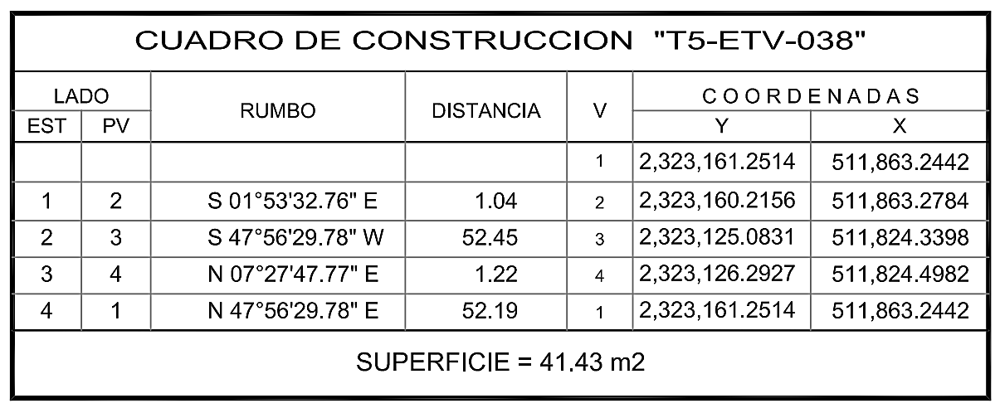 CUADRO DE CONSTRUCCION "T5-ETV-038"
LADO RUMBO DISTANCIA V COORDENADAS
EST PV Y X
1 2,323,161.2514 511,863.2442
1 2 S 01°53'32.76" E 1.04 2 2,323,160.2156 511,863.2784
2 3 S 47°56'29.78" W 52.45 3 2,323,125.0831 511,824.3398
3 4 N 07°27'47.77" E 1.22 4 2,323,126.2927 511,824.4982
4 1 N 47°56'29.78" E 52.19 1 2,323,161.2514 511,863.2442
SUPERFICIE = 41.43 m2